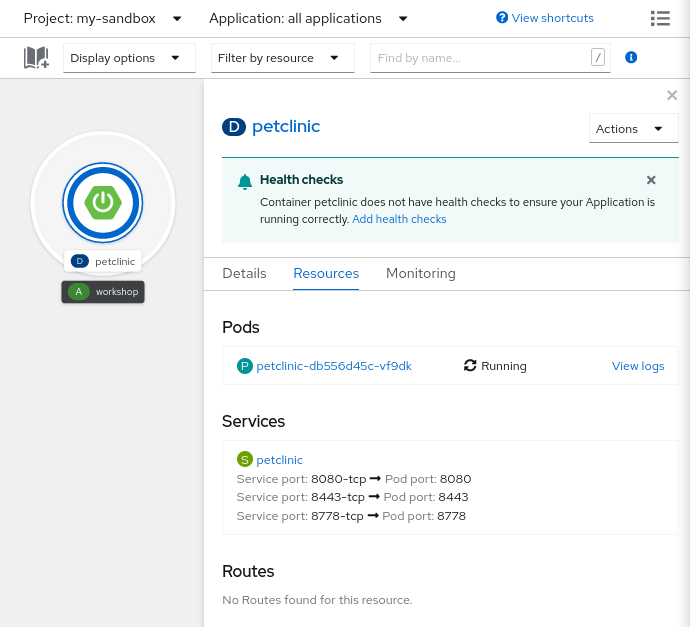 Project: my-sandbox
Application: all applications
View shortcuts
Display options
Filter by resource
Find by name...
/
D petclinic
Actions
Health checks
Container petclinic does not have health checks to ensure your Application is
running correctly. Add health checks
D petclinic
A workshop
Details
Resources
Monitoring
Pods
P petclinic-db556d45c-vf9dk
Running
View logs
Services
S petclinic
Service port: 8080-tcp ➞ Pod port: 8080
Service port: 8443-tcp ➞ Pod port: 8443
Service port: 8778-tcp ➞ Pod port: 8778
Routes
No Routes found for this resource.